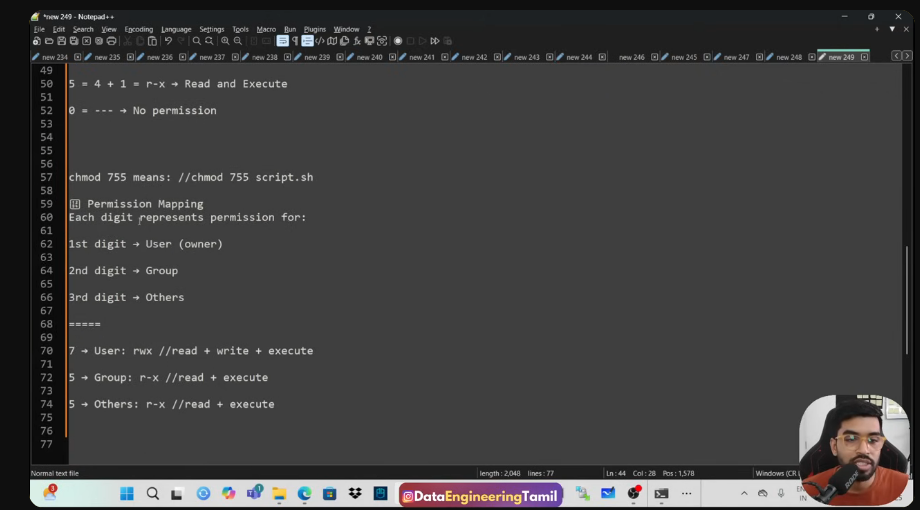 *new 249 - Notepad++
File Edit Search View Encoding Language Settings Tools Macro Run Plugins Window ?
new 234 new 235 new 236 new 237 new 238 new 239 new 240 new 241 new 242 new 243 new 244 new 246 new 245 new 247 new 248 new 249
49
50 5 = 4 + 1 = r-x → Read and Execute
51
52 0 = --- → No permission
53
54
55
56
57 chmod 755 means: //chmod 755 script.sh
58
59 Permission Mapping
60 Each digit represents permission for:
61
62 1st digit → User (owner)
63
64 2nd digit → Group
65
66 3rd digit → Others
67
68 =====
69
70 7 → User: rwx //read + write + execute
71
72 5 → Group: r-x //read + execute
73
74 5 → Others: r-x //read + execute
75
76
77
Normal text file length : 2,048 lines : 77 Ln : 44 Col : 28 Pos : 1,578 Windows (CR L
@DataEngineeringTamil
IN